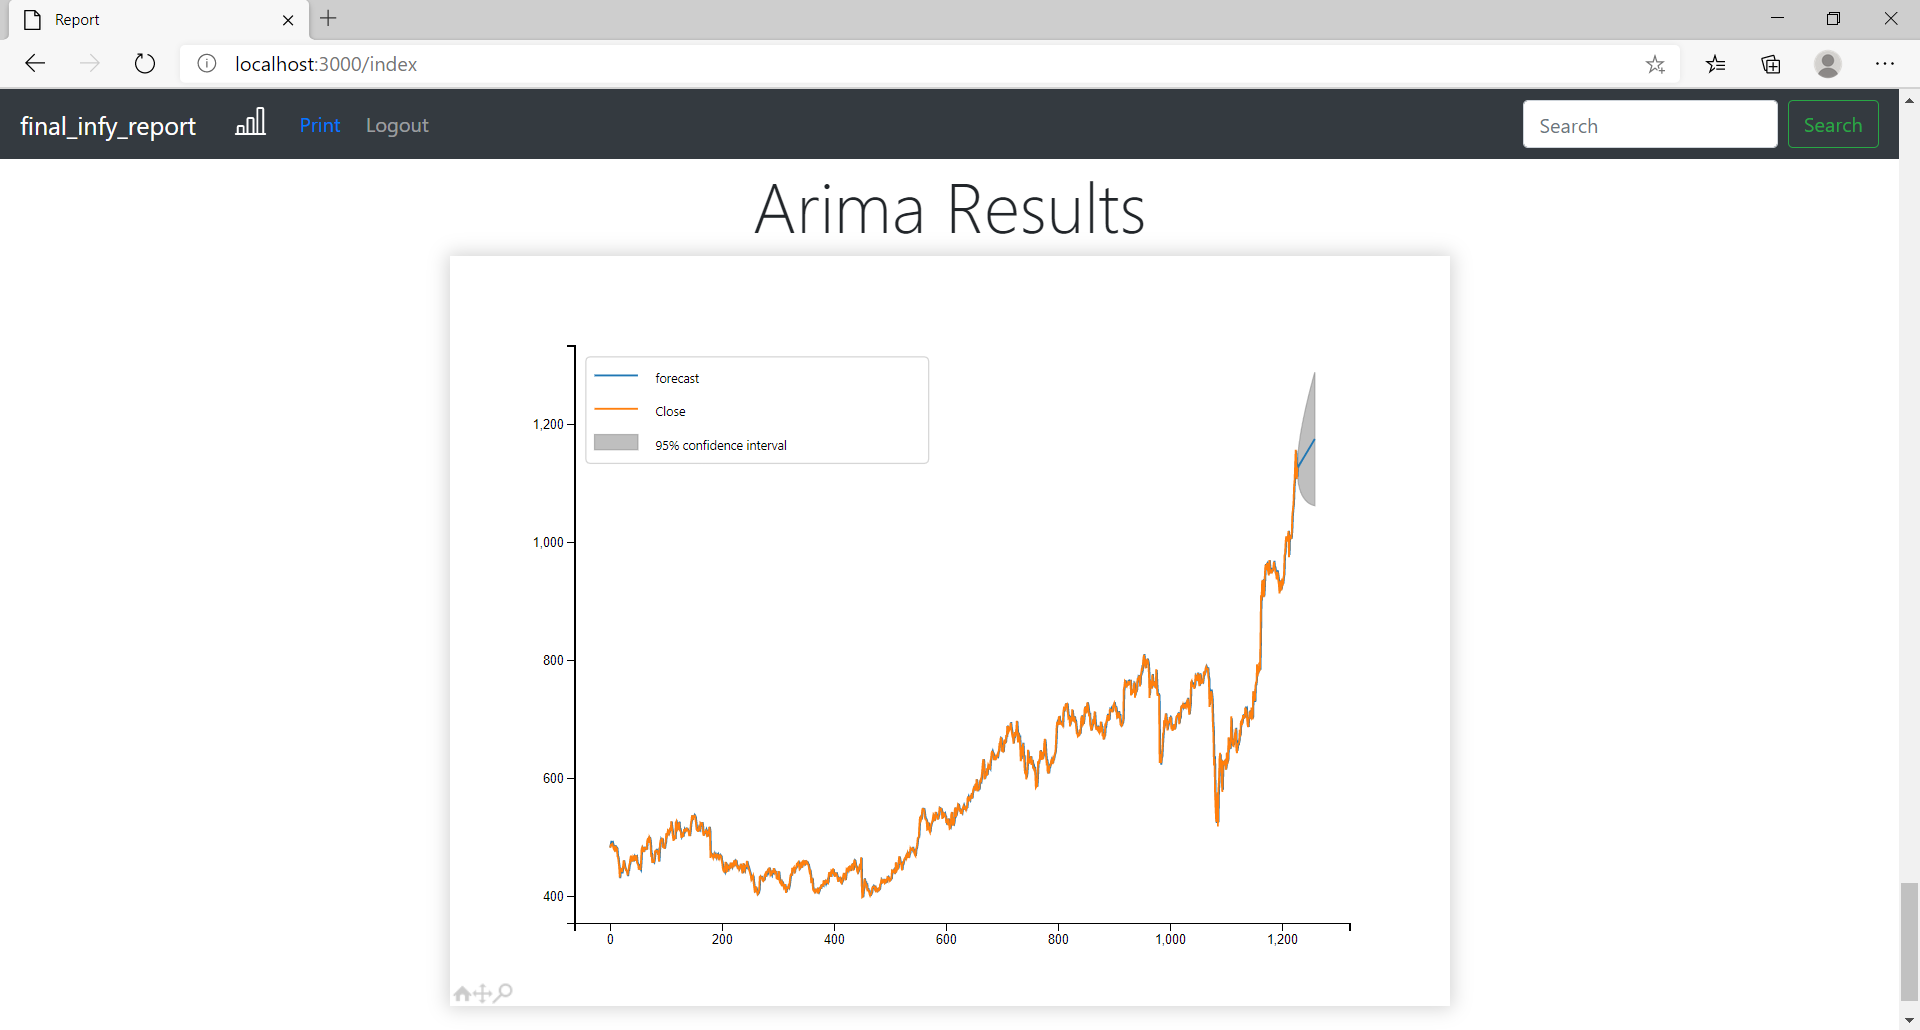 Report
localhost:3000/index
final_infy_report Print Logout Search Search
Arima Results
forecast
Close
95% confidence interval
1,200
1,000
800
600
400
0 200 400 600 800 1,000 1,200